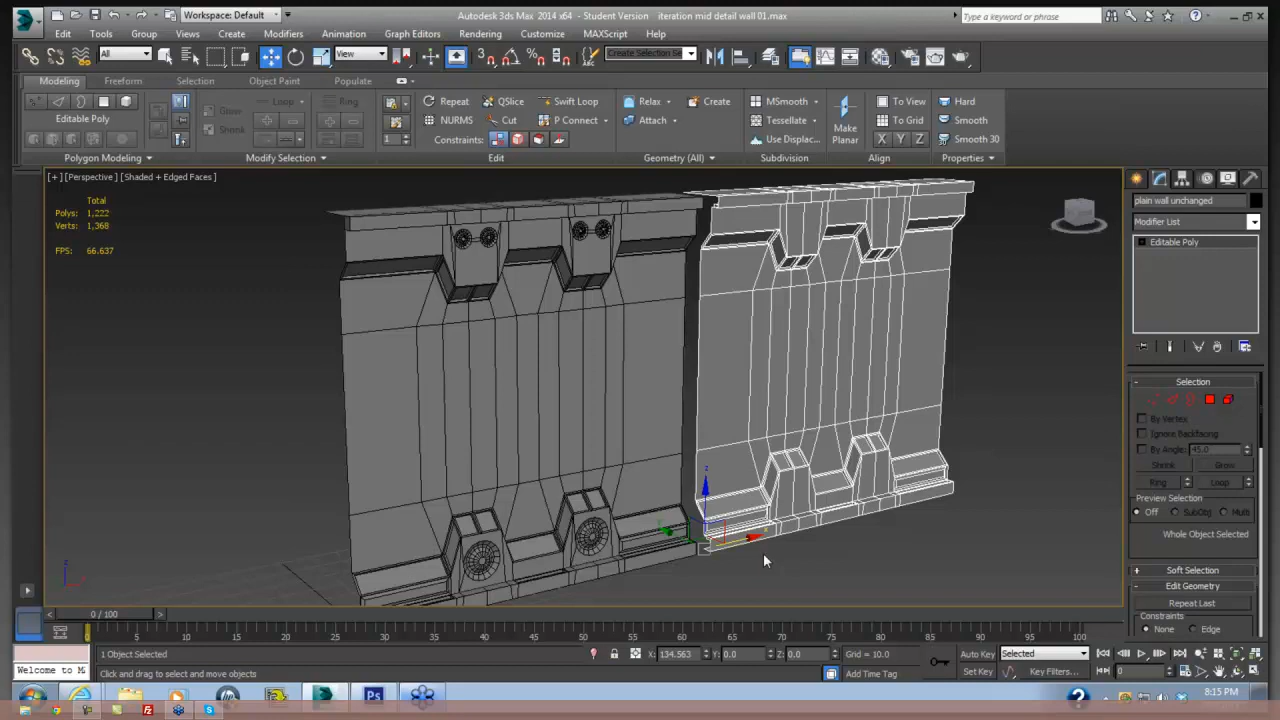 Workspace: Default
Autodesk 3ds Max 2014 x64 - Student Version iteration mid detail wall 01.max
Type a keyword or phrase
Edit Tools Group Views Create Modifiers Animation Graph Editors Rendering Customize MAXScript Help
All View Create Selection Se
Modeling Freeform Selection Object Paint Populate
Grow Loop Ring Repeat QSlice Swift Loop Relax Create MSmooth To View Hard
Editable Poly Shrink 1 NURMS Cut P Connect Attach Tessellate Make Planar To Grid Smooth
Constraints: Use Displac... X Y Z Smooth 30
Polygon Modeling Modify Selection Edit Geometry (All) Subdivision Align Properties
[+] [Perspective] [Shaded + Edged Faces]
Total
Polys: 1,222
Verts: 1,368
FPS: 66.637
plain wall unchanged
Modifier List
Editable Poly
Selection
By Vertex
Ignore Backfacing
By Angle: 45.0
Shrink Grow
Ring Loop
Preview Selection
Off SubObj Multi
Whole Object Selected
Soft Selection
Edit Geometry
Repeat Last
Constraints
None Edge
0 / 100
0 5 10 15 20 25 30 35 40 45 50 55 60 65 70 75 80 85 90 95 100
1 Object Selected X: 134.563 Y: 0.0 Z: 0.0 Grid = 10.0 Auto Key Selected
Welcome to M Click and drag to select and move objects Add Time Tag Set Key Key Filters... 0
Ps 8:15 PM